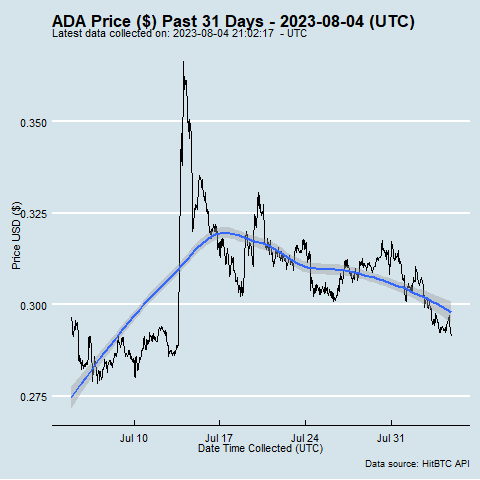 ADA Price ($) Past 31 Days - 2023-08-04 (UTC)
Latest data collected on: 2023-08-04 21:02:17 - UTC
Price USD ($)
0.350
0.325
0.300
0.275
Jul 10 Jul 17 Jul 24 Jul 31
Date Time Collected (UTC)
Data source: HitBTC API